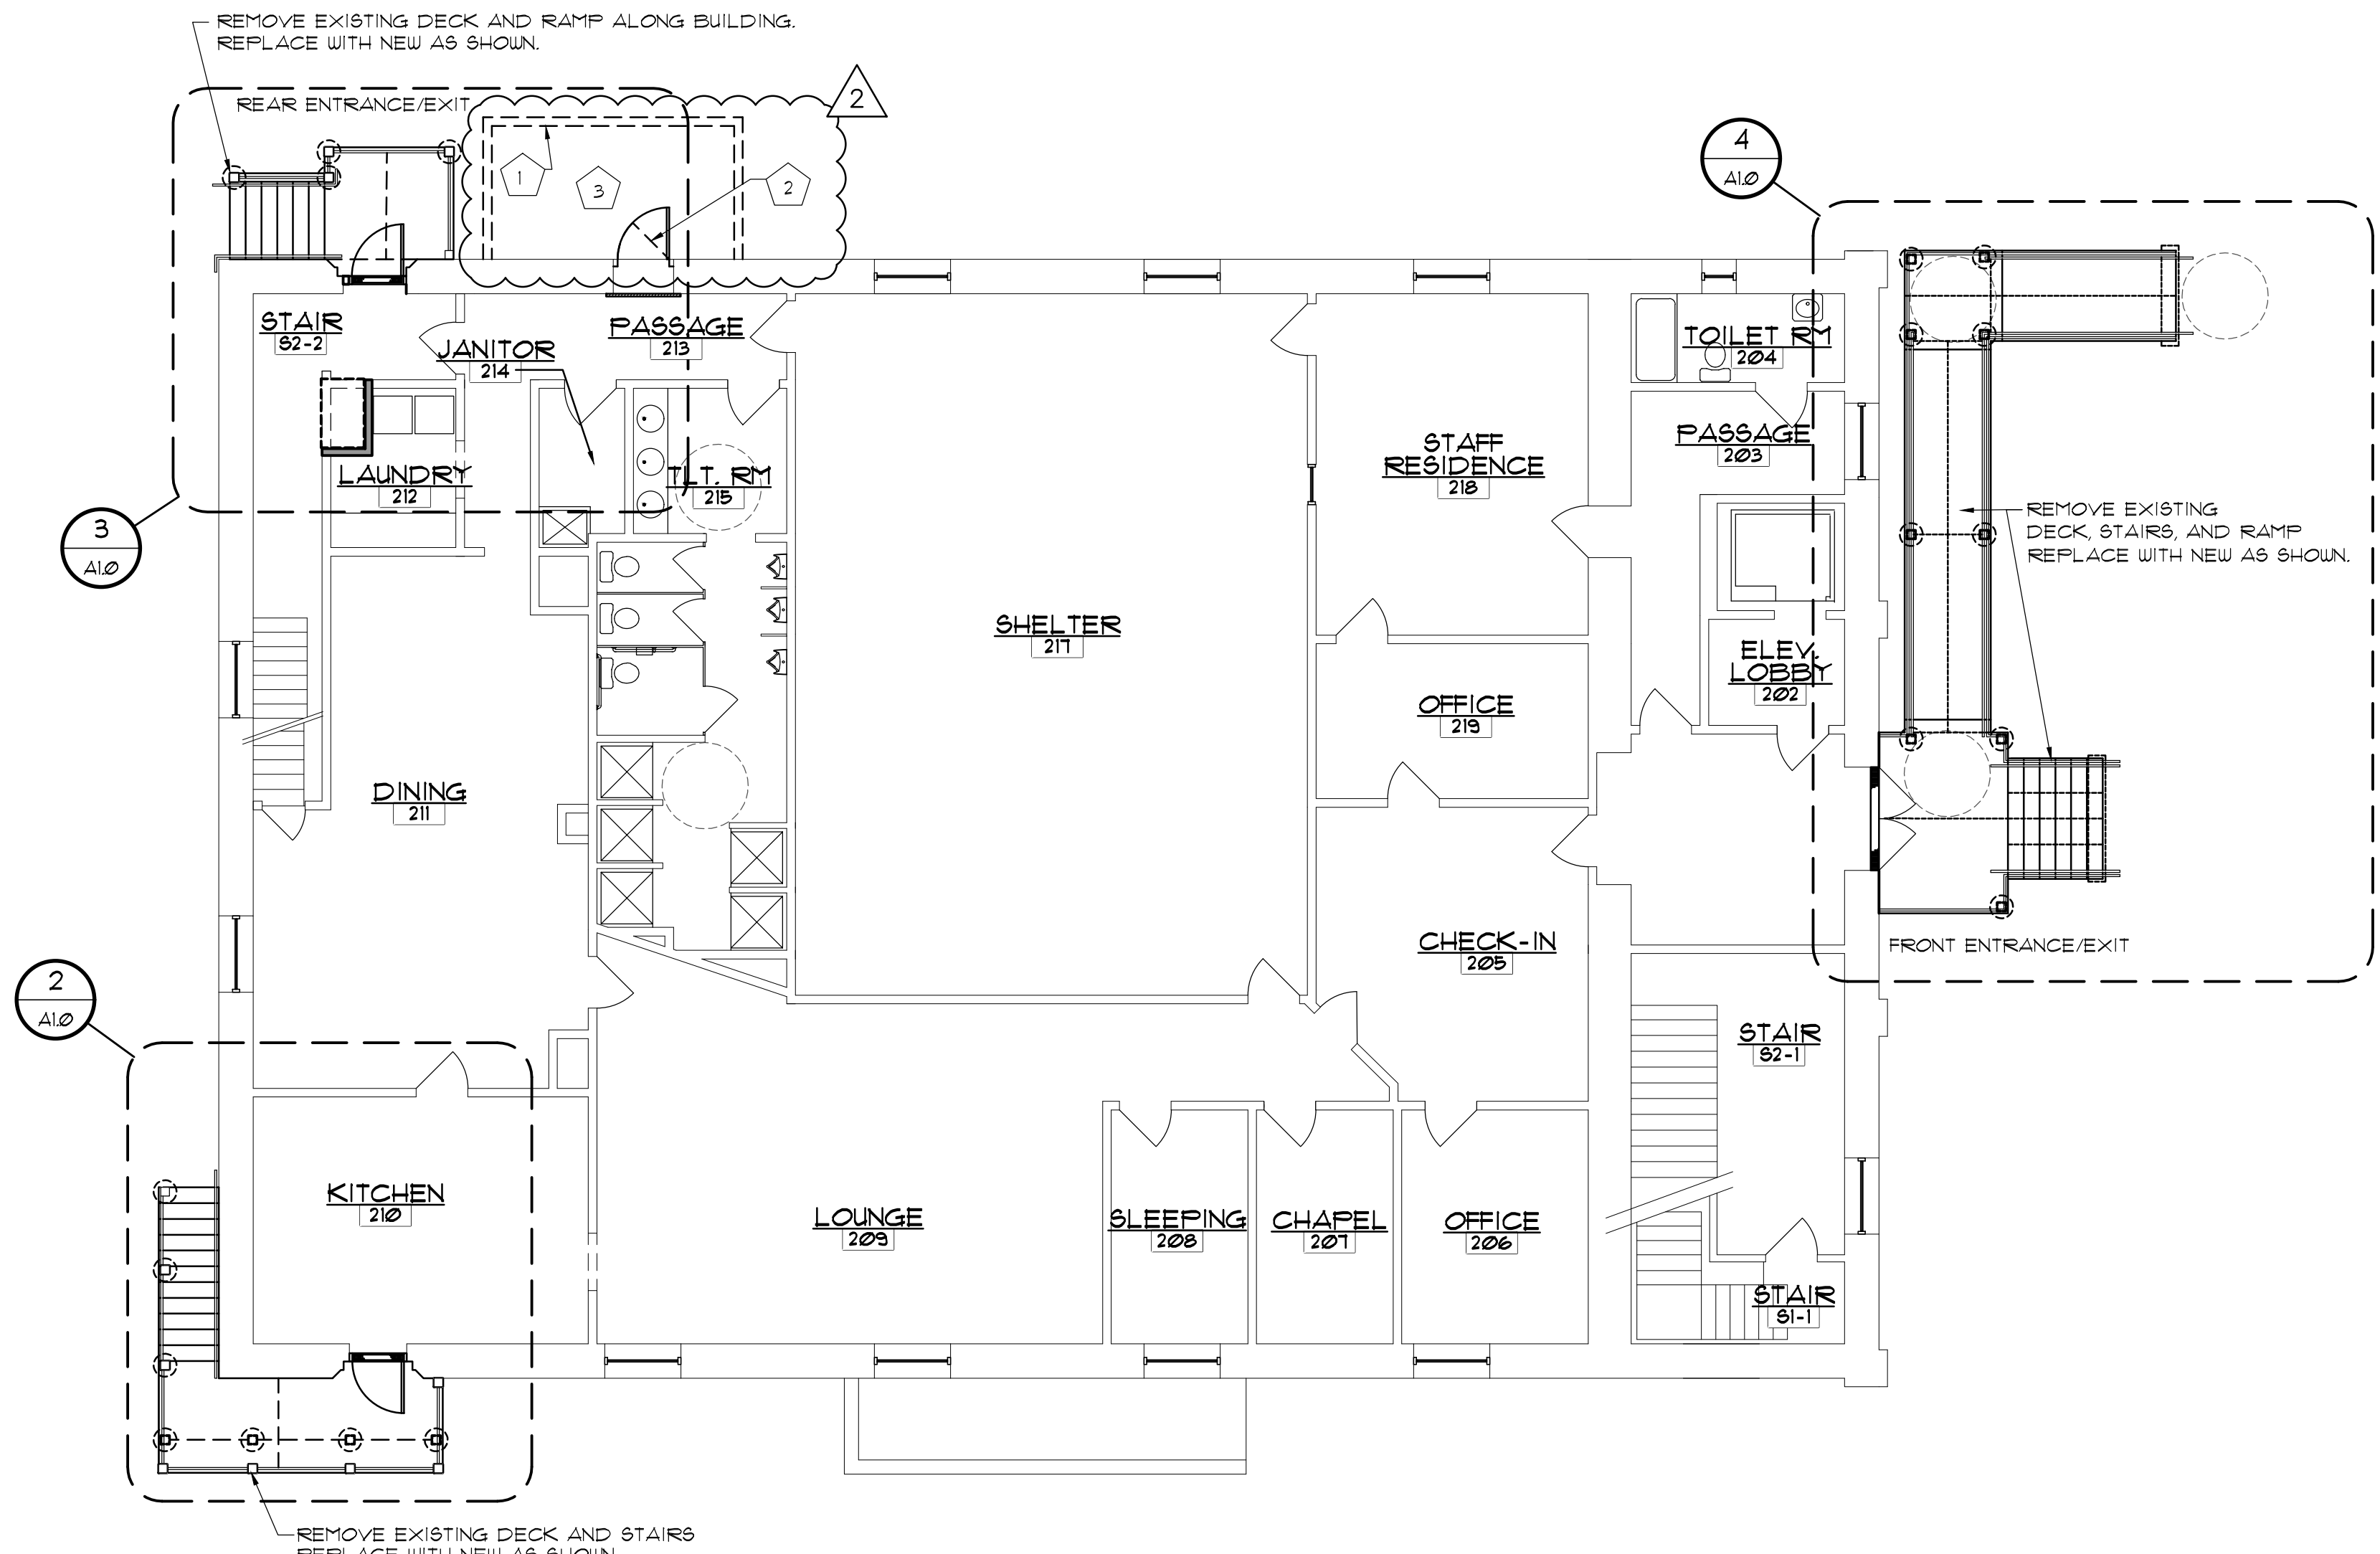 REMOVE EXISTING DECK AND RAMP ALONG BUILDING.
REPLACE WITH NEW AS SHOWN.
REAR ENTRANCE/EXIT
2
1
3
2
4
A1.0
STAIR
S2-2
JANITOR
214
PASSAGE
213
TOILET RM
204
LAUNDRY
212
TLT. RM
215
STAFF
RESIDENCE
218
PASSAGE
203
3
A1.0
REMOVE EXISTING
DECK, STAIRS, AND RAMP
REPLACE WITH NEW AS SHOWN.
SHELTER
217
ELEV.
LOBBY
202
OFFICE
219
DINING
211
CHECK-IN
205
FRONT ENTRANCE/EXIT
2
A1.0
STAIR
S2-1
KITCHEN
210
LOUNGE
209
SLEEPING
208
CHAPEL
207
OFFICE
206
STAIR
S1-1
REMOVE EXISTING DECK AND STAIRS
REPLACE WITH NEW AS SHOWN